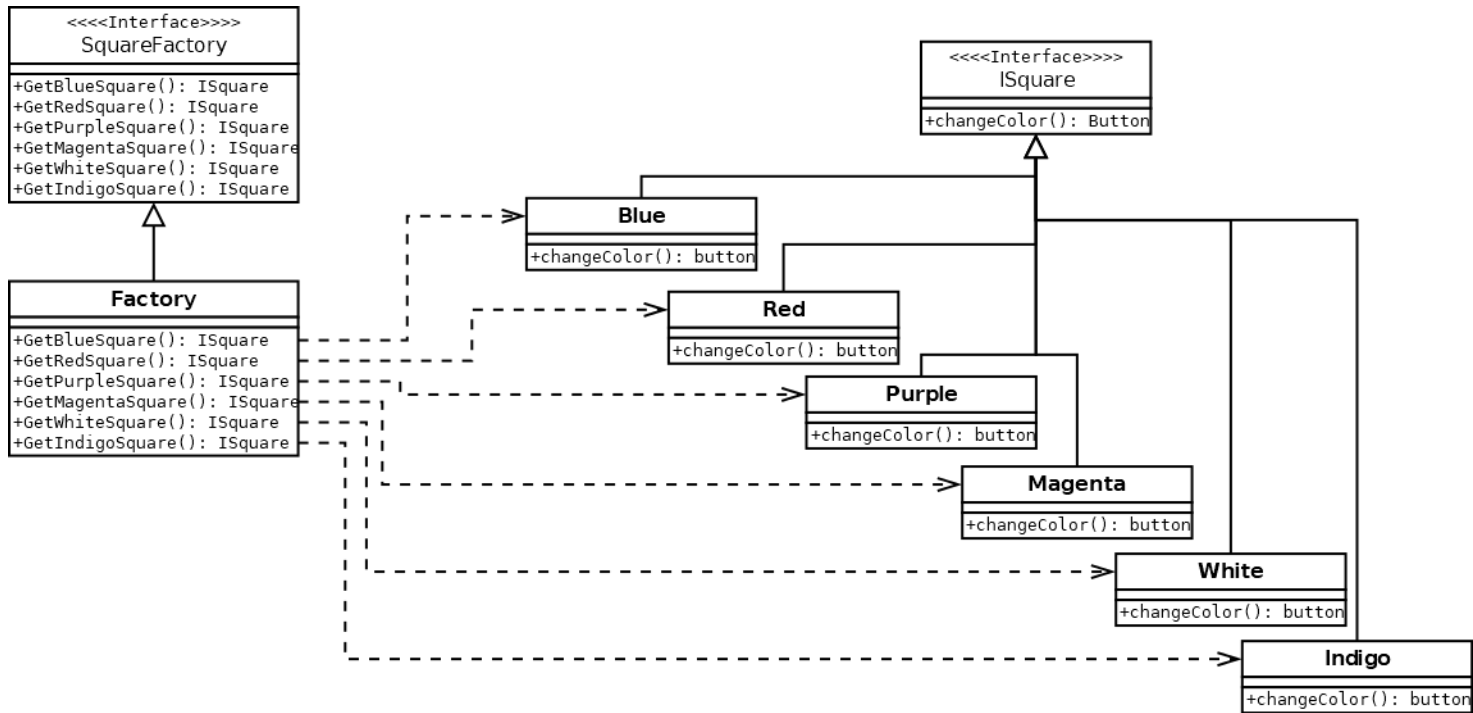 <<<<Interface>>>>
SquareFactory
+GetBlueSquare(): ISquare
+GetRedSquare(): ISquare
+GetPurpleSquare(): ISquare
+GetMagentaSquare(): ISquare
+GetWhiteSquare(): ISquare
+GetIndigoSquare(): ISquare
Factory
+GetBlueSquare(): ISquare
+GetRedSquare(): ISquare
+GetPurpleSquare(): ISquare
+GetMagentaSquare(): ISquare
+GetWhiteSquare(): ISquare
+GetIndigoSquare(): ISquare
<<<<Interface>>>>
ISquare
+changeColor(): Button
Blue
+changeColor(): button
Red
+changeColor(): button
Purple
+changeColor(): button
Magenta
+changeColor(): button
White
+changeColor(): button
Indigo
+changeColor(): button